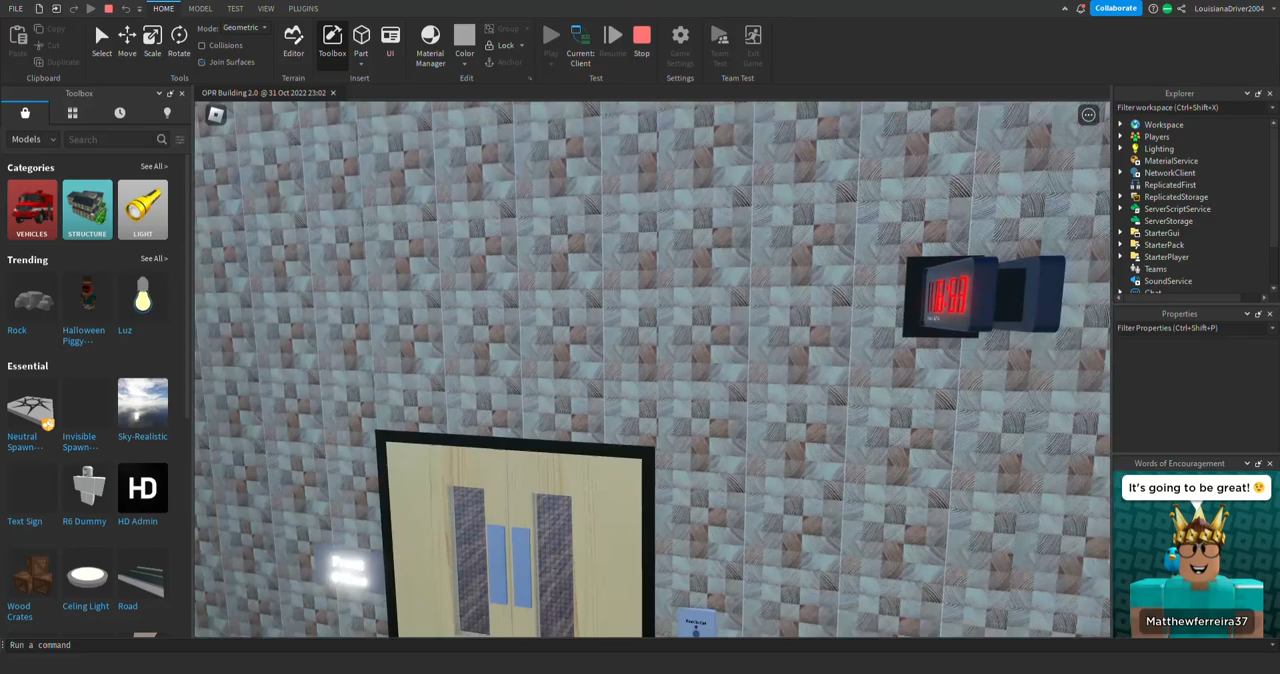 FILE
HOME
MODEL
TEST
VIEW
PLUGINS
Collaborate
LouisianaDriver2004
Paste
Copy
Cut
Duplicate
Clipboard
Select
Move
Scale
Rotate
Mode: Geometric
Collisions
Join Surfaces
Tools
Editor
Terrain
Toolbox
Part
UI
Insert
Material
Manager
Color
Group
Lock
Anchor
Edit
Play
Current:
Client
Resume
Stop
Test
Game
Settings
Settings
Team
Test
Exit
Game
Team Test
Toolbox
OPR Building 2.0 @ 31 Oct 2022 23:02
Explorer
Models
Search
Filter workspace (Ctrl+Shift+X)
Categories
See All >
VEHICLES
STRUCTURE
LIGHT
Trending
See All >
Rock
Halloween
Piggy...
Luz
Essential
See All >
Neutral
Spawn...
Invisible
Spawn...
Sky-Realistic
HD
Text Sign
R6 Dummy
HD Admin
Wood
Crates
Celing Light
Road
Workspace
Players
Lighting
MaterialService
NetworkClient
ReplicatedFirst
ReplicatedStorage
ServerScriptService
ServerStorage
StarterGui
StarterPack
StarterPlayer
Teams
SoundService
Chat
Properties
Filter Properties (Ctrl+Shift+P)
Words of Encouragement
It's going to be great! 😉
Matthewferreira37
Run a command